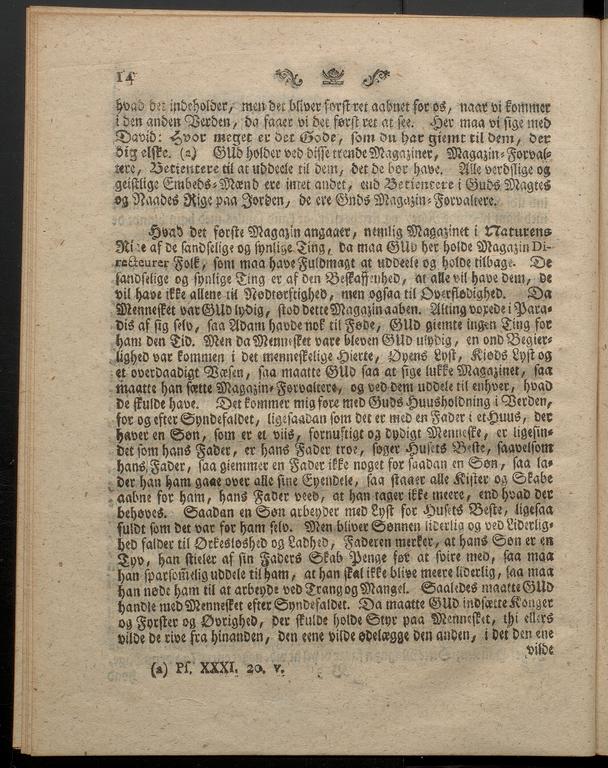 14
hvad det indeholder, men det bliver først ret aabnet for os, naar vi kommer
i den anden Verden, da faaer vi det først ret at see. Her maa vi sige med
David: Hvor meget er det Gode, som du har giemt til dem, der
dig elske. (a) GUd holder ved disse trende Magaziner, Magazin-Forval-
tere, Betientere til at uddeele til dem, det bør have. Alle verdslige og
geistlige Embeds-Mænd ere intet andet, end Betientere i Guds Magtes
og Naades Rige paa Jorden, de ere Guds Magazin-Forvaltere.
Hvad det første Magazin angaaer, nemlig Magazinet i Naturens
Rige af de sandselige og synlige Ting, da maa GUd her holde Magazin Di-
recteurer Folk, som maa have Fuldmagt at uddeele og holde tilbage. De
sandselige og synlige Ting er af den Beskaffenhed, at alle vil have dem, de
vil have ikke allene til Nødtørftighed, men ogsaa til Overflødighed. Da
Mennesket var GUd lydig, stod dette Magazin aaben. Alting voxede i Para-
dis af sig selv, saa Adam havde nok til Føde, GUd giemte ingen Ting for
ham den Tid. Men da Mennesket vare bleven GUd ulydig, en ond Begier-
lighed var kommen i det menneskelige Hierte, Øyens Lyst, Kiøds Lyst og
et overdaadigt Væsen, saa maatte GUd saa at sige lukke Magazinet, saa
maatte han sætte Magazin-Forvaltere, og ved dem uddele til enhver, hvad
de skulde have. Det kommer mig fore med Guds Huusholdning i Verden,
før og efter Syndefaldet, ligesaadan som det er med en Fader i et Huus, der
haver en Søn, som er et viis, fornuftigt og dydigt Menneske, er ligesin-
det som hans Fader, er hans Fader troe, søger Husets Beste, saavelsom
hans Fader, saa giemmer en Fader ikke noget for saadan en Søn, saa la-
der han ham gaae over alle sine Eyendele, saa staaer alle Kister og Skabe
aabne for ham, hans Fader veed, at han tager ikke meere, end hvad der
behøves. Saadan en Søn arbeyder med Lyst for Husets Beste, ligesaa
fuldt som det var for ham selv. Men bliver Sønnen liderlig og ved Liderlig-
hed falder til Ørkesløshed og Ladhed, Faderen merker, at hans Søn er en
Tyv, han stieler af sin Faders Skab Penge for at svire med, saa maa
han sparsommelig uddele til ham, at han skal ikke blive meere liderlig, saa maa
han nøde ham til at arbeyde ved Trang og Mangel. Saaledes maatte GUd
handle med Mennesket efter Syndefaldet. Da maatte GUd indsætte Konger
og Fyrster og Øvrighed, der skulde holde Styr paa Mennesket, thi ellers
vilde de rive fra hinanden, den eene vilde ødelægge den anden, i det den ene
vilde
(a) Ps. XXXI. 20. v.